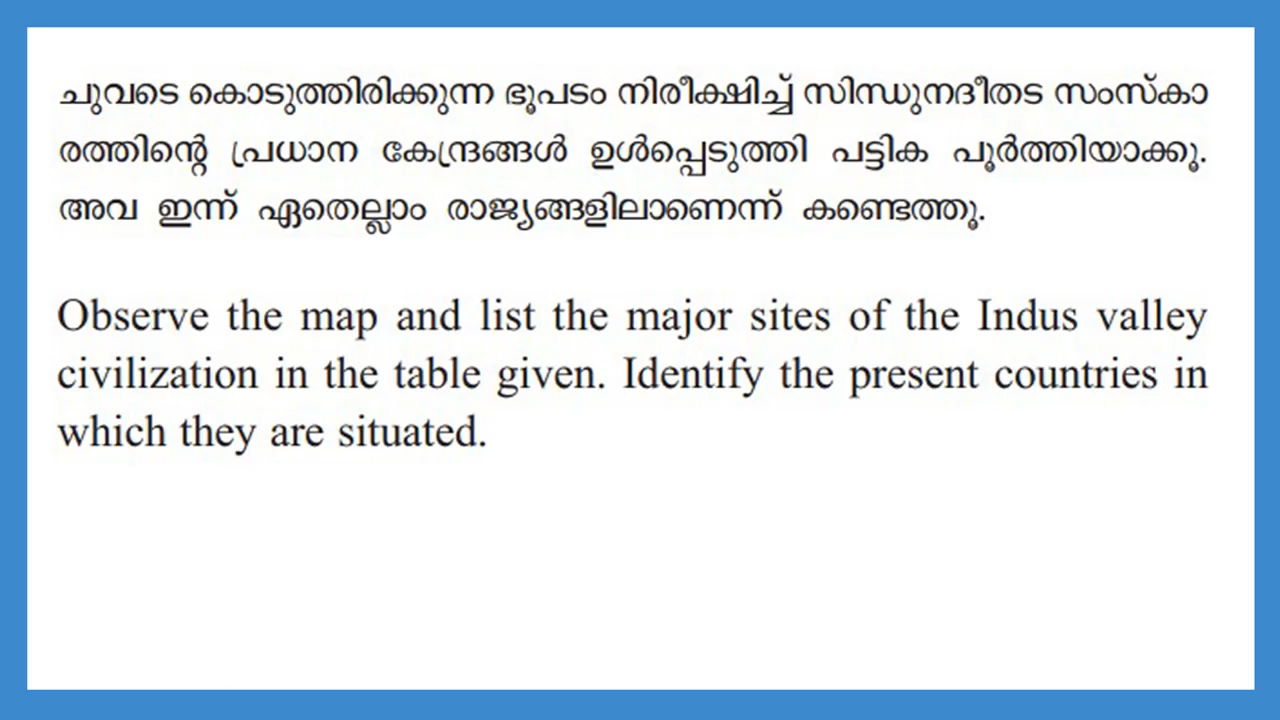 ചുവടെ കൊടുത്തിരിക്കുന്ന ഭൂപടം നിരീക്ഷിച്ച് സിന്ധുനദീതട സംസ്കാ
രത്തിന്റെ പ്രധാന കേന്ദ്രങ്ങൾ ഉൾപ്പെടുത്തി പട്ടിക പൂർത്തിയാക്കൂ.
അവ ഇന്ന് ഏതെല്ലാം രാജ്യങ്ങളിലാണെന്ന് കണ്ടെത്തൂ.
Observe the map and list the major sites of the Indus valley
civilization in the table given. Identify the present countries in
which they are situated.